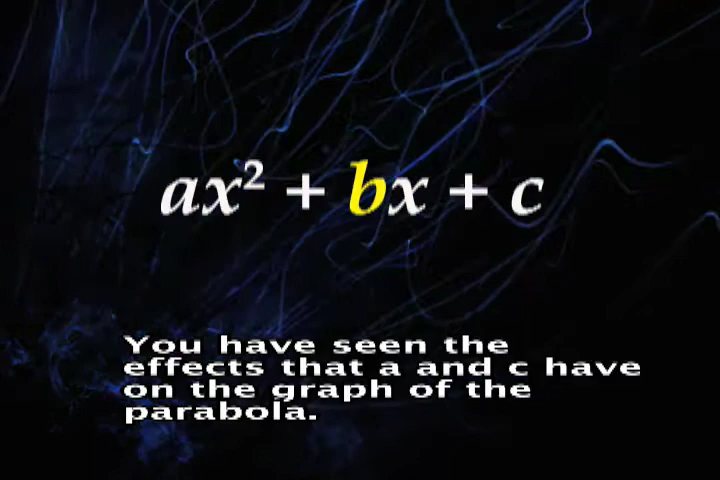 ax² + bx + c
You have seen the
effects that a and c have
on the graph of the
parabola.